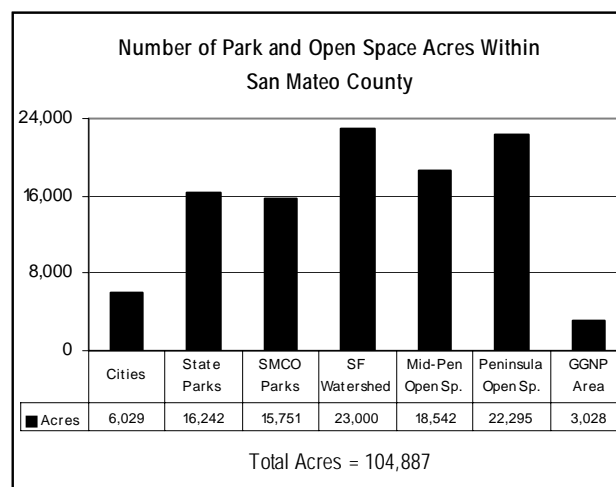 Number of Park and Open Space Acres Within
San Mateo County
24,000
16,000
8,000
0
Cities State Parks SMCO Parks SF Watershed Mid-Pen Open Sp. Peninsula Open Sp. GGNP Area
Acres 6,029 16,242 15,751 23,000 18,542 22,295 3,028
Total Acres = 104,887